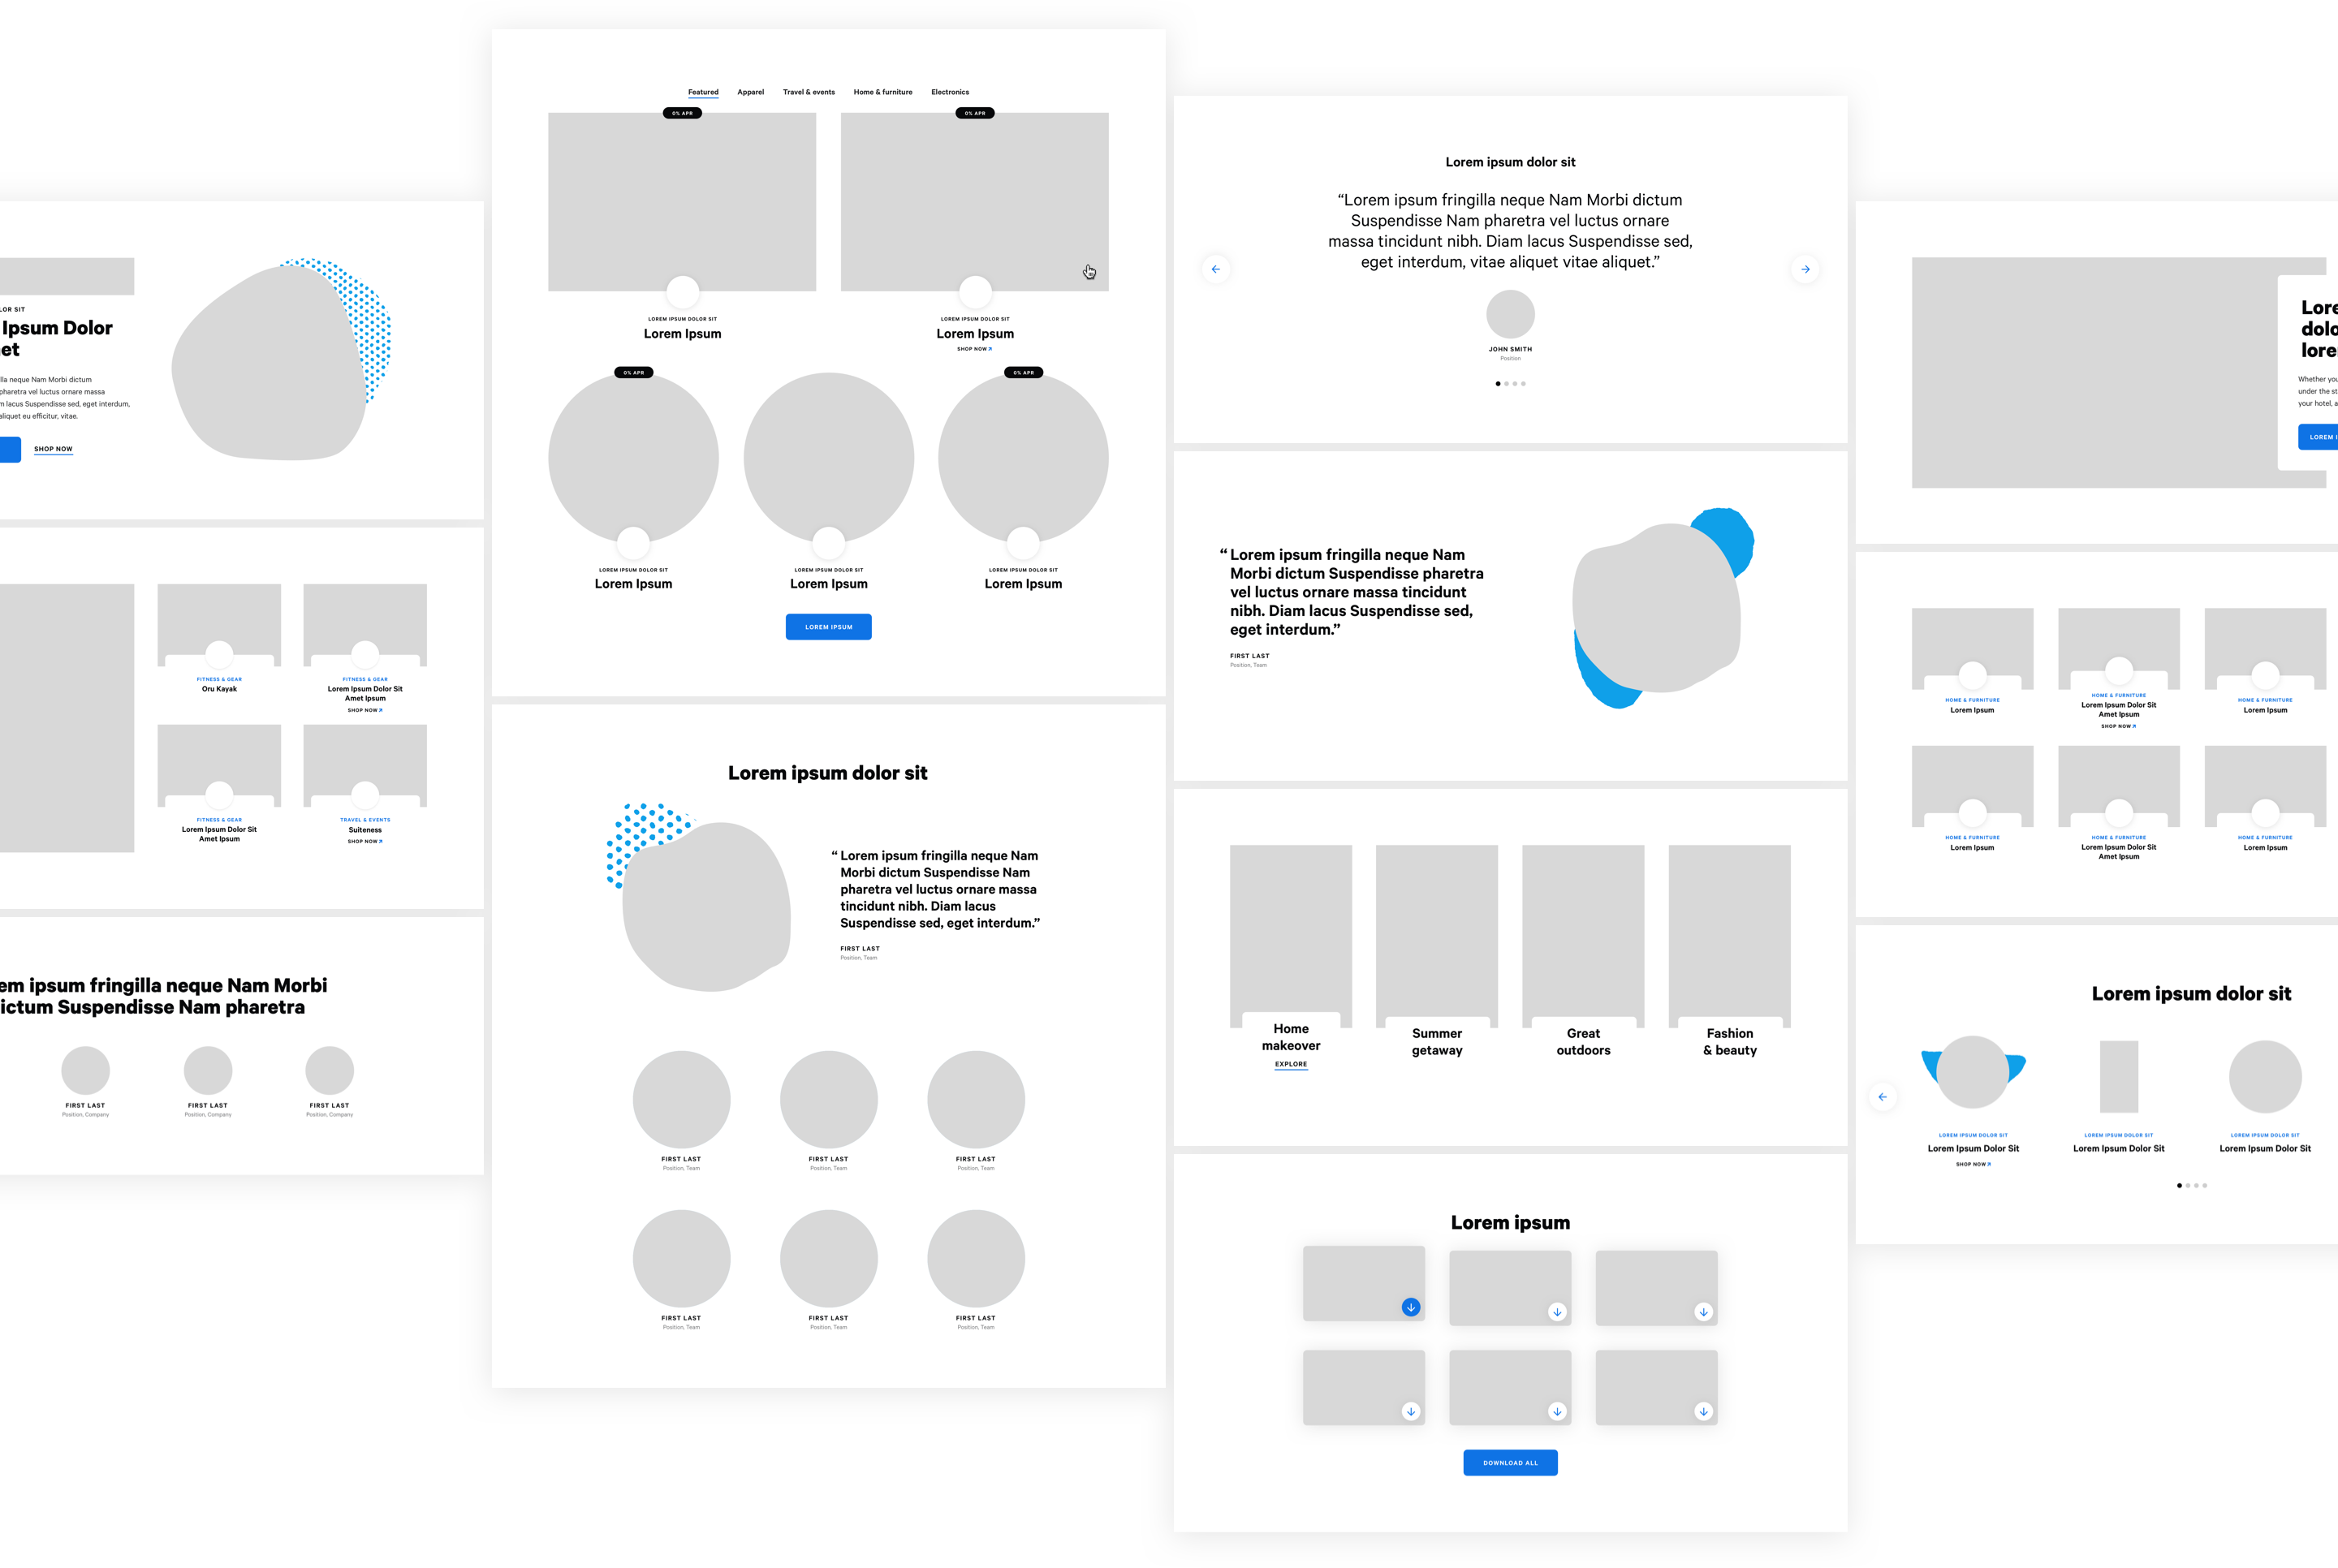 LOR SIT
Ipsum Dolor
et
lla neque Nam Morbi dictum
pharetra vel luctus ornare massa
m lacus Suspendisse sed, eget interdum,
aliquet eu efficitur, vitae.
SHOP NOW
FITNESS & GEAR
Oru Kayak
FITNESS & GEAR
Lorem Ipsum Dolor Sit
Amet Ipsum
SHOP NOW
FITNESS & GEAR
Lorem Ipsum Dolor Sit
Amet Ipsum
TRAVEL & EVENTS
Suiteness
SHOP NOW
em ipsum fringilla neque Nam Morbi
ictum Suspendisse Nam pharetra
FIRST LAST
Position, Company
FIRST LAST
Position, Company
FIRST LAST
Position, Company
Featured Apparel Travel & events Home & furniture Electronics
0% APR
0% APR
LOREM IPSUM DOLOR SIT
Lorem Ipsum
LOREM IPSUM DOLOR SIT
Lorem Ipsum
SHOP NOW
0% APR
0% APR
LOREM IPSUM DOLOR SIT
Lorem Ipsum
LOREM IPSUM DOLOR SIT
Lorem Ipsum
LOREM IPSUM DOLOR SIT
Lorem Ipsum
LOREM IPSUM
Lorem ipsum dolor sit
“ Lorem ipsum fringilla neque Nam
Morbi dictum Suspendisse Nam
pharetra vel luctus ornare massa
tincidunt nibh. Diam lacus
Suspendisse sed, eget interdum.”
FIRST LAST
Position, Team
FIRST LAST
Position, Team
FIRST LAST
Position, Team
FIRST LAST
Position, Team
FIRST LAST
Position, Team
FIRST LAST
Position, Team
FIRST LAST
Position, Team
Lorem ipsum dolor sit
“Lorem ipsum fringilla neque Nam Morbi dictum
Suspendisse Nam pharetra vel luctus ornare
massa tincidunt nibh. Diam lacus Suspendisse sed,
eget interdum, vitae aliquet vitae aliquet.”
JOHN SMITH
Position
“ Lorem ipsum fringilla neque Nam
Morbi dictum Suspendisse pharetra
vel luctus ornare massa tincidunt
nibh. Diam lacus Suspendisse sed,
eget interdum.”
FIRST LAST
Position, Team
Home
makeover
EXPLORE
Summer
getaway
Great
outdoors
Fashion
& beauty
Lorem ipsum
DOWNLOAD ALL
Lore
dolo
lore
Whether you
under the st
your hotel, a
LOREM I
HOME & FURNITURE
Lorem Ipsum
HOME & FURNITURE
Lorem Ipsum Dolor Sit
Amet Ipsum
SHOP NOW
HOME & FURNITURE
Lorem Ipsum
HOME & FURNITURE
Lorem Ipsum
HOME & FURNITURE
Lorem Ipsum Dolor Sit
Amet Ipsum
HOME & FURNITURE
Lorem Ipsum
Lorem ipsum dolor sit
LOREM IPSUM DOLOR SIT
Lorem Ipsum Dolor Sit
SHOP NOW
LOREM IPSUM DOLOR SIT
Lorem Ipsum Dolor Sit
LOREM IPSUM DOLOR SIT
Lorem Ipsum Dolor Sit